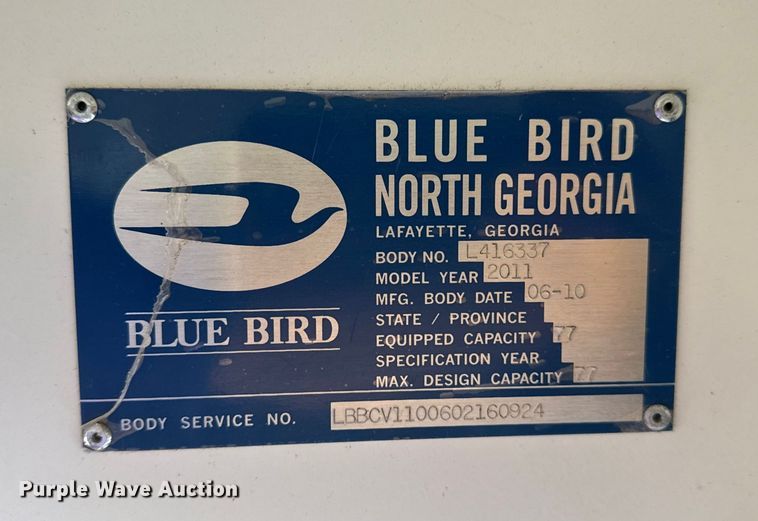 BLUE BIRD
BLUE BIRD
NORTH GEORGIA
LAFAYETTE, GEORGIA
BODY NO. L416337
MODEL YEAR 2011
MFG. BODY DATE 06-10
STATE / PROVINCE
EQUIPPED CAPACITY 77
SPECIFICATION YEAR
MAX. DESIGN CAPACITY 77
BODY SERVICE NO. LBBCV1100602160924
Purple Wave Auction